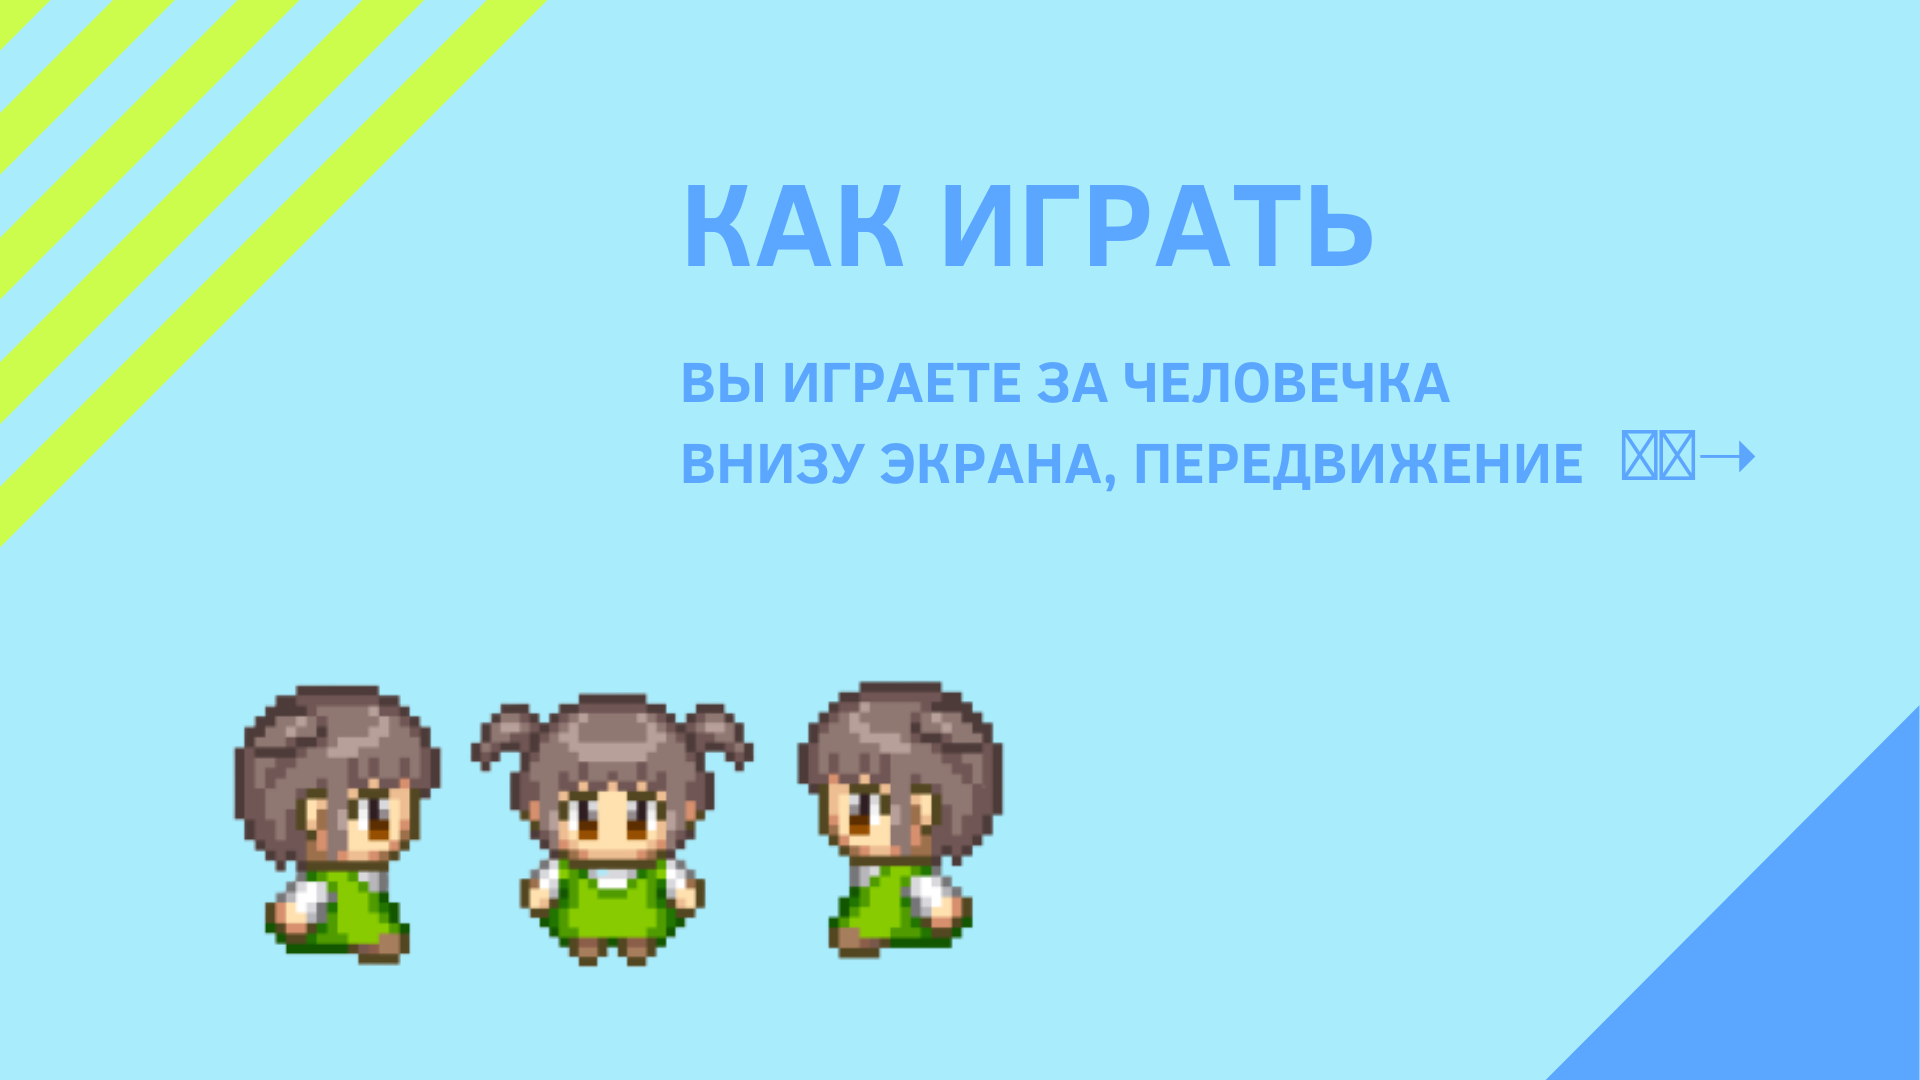 КАК ИГРАТЬ
ВЫ ИГРАЕТЕ ЗА ЧЕЛОВЕЧКА
ВНИЗУ ЭКРАНА, ПЕРЕДВИЖЕНИЕ →